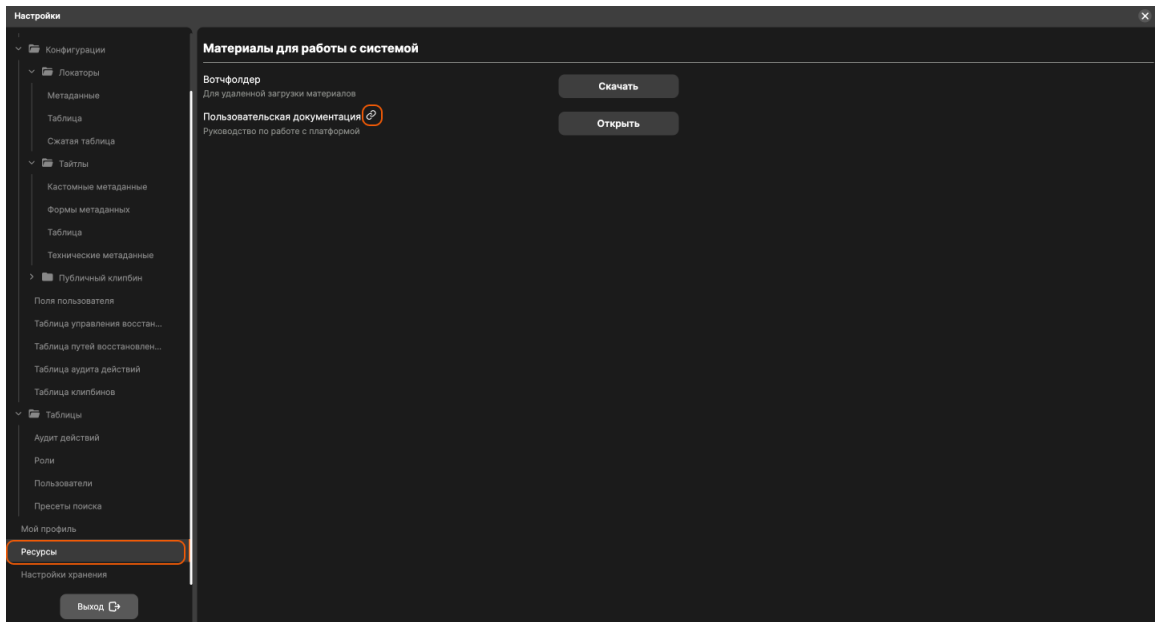 Настройки
Конфигурации
Локаторы
Метаданные
Таблица
Сжатая таблица
Тайтлы
Кастомные метаданные
Формы метаданных
Таблица
Технические метаданные
Публичный клипбин
Поля пользователя
Таблица управления восстан...
Таблица путей восстановлен...
Таблица аудита действий
Таблица клипбинов
Таблицы
Аудит действий
Роли
Пользователи
Пресеты поиска
Мой профиль
Ресурсы
Настройки хранения
Выход
Материалы для работы с системой
Вотчфолдер
Для удаленной загрузки материалов
Скачать
Пользовательская документация
Руководство по работе с платформой
Открыть